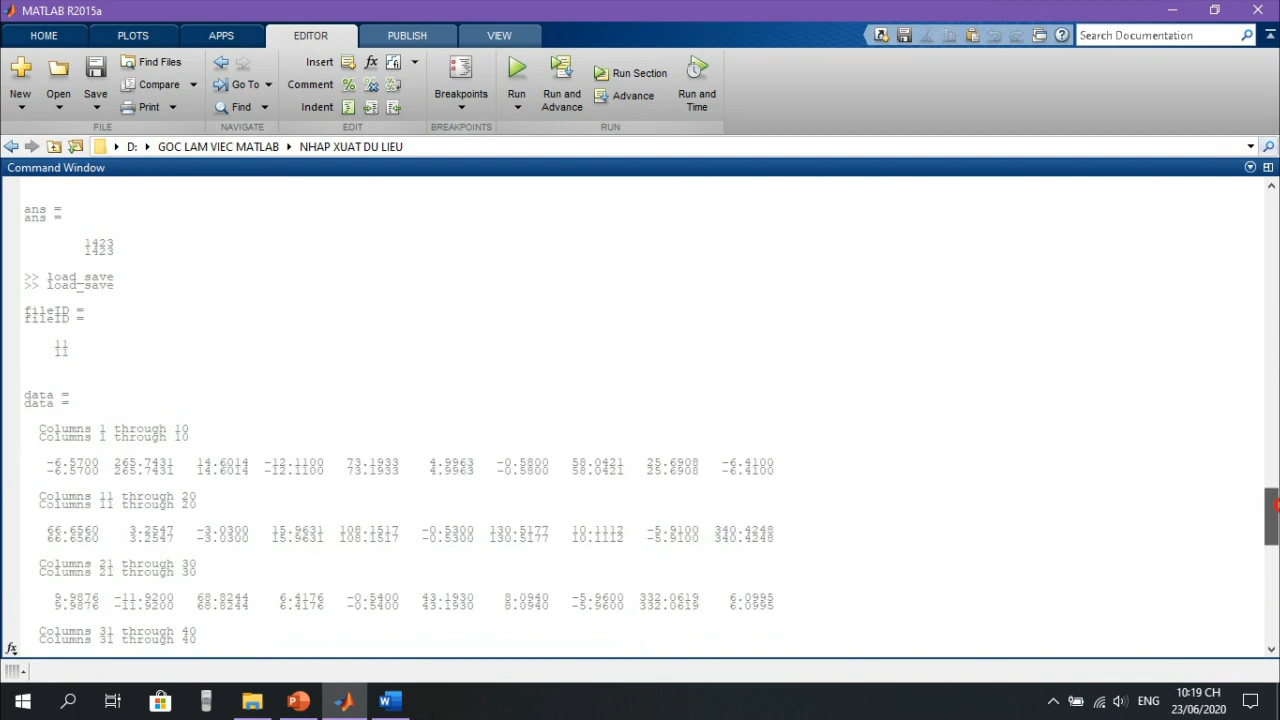 MATLAB R2015a
HOME PLOTS APPS EDITOR PUBLISH VIEW Search Documentation
Find Files Insert fx
New Open Save Compare Go To Comment Breakpoints Run Run and Advance Run Section Advance Run and Time
Print Find Indent
FILE NAVIGATE EDIT BREAKPOINTS RUN
D: GOC LAM VIEC MATLAB NHAP XUAT DU LIEU
Command Window
ans =
1423
>> load_save
fileID =
11
data =
Columns 1 through 10
-6.5700 265.7431 14.6014 -12.1100 73.1933 4.9963 -0.5800 58.0421 25.6908 -6.4100
Columns 11 through 20
66.6560 3.2547 -3.0300 15.9631 108.1517 -0.5300 130.5177 10.1112 -5.9100 340.4248
Columns 21 through 30
9.9876 -11.9200 68.8244 6.4176 -0.5400 43.1930 8.0940 -5.9600 332.0619 6.0995
Columns 31 through 40
fx
ENG
10:19 CH
23/06/2020